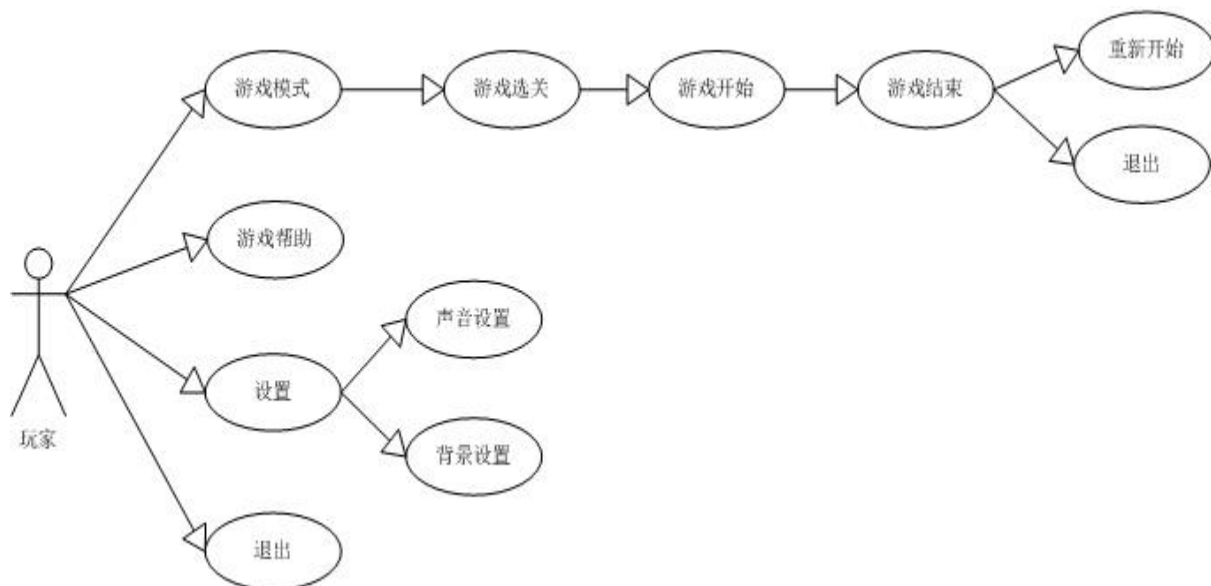 重新开始
游戏模式
游戏选关
游戏开始
游戏结束
退出
游戏帮助
声音设置
设置
玩家
背景设置
退出